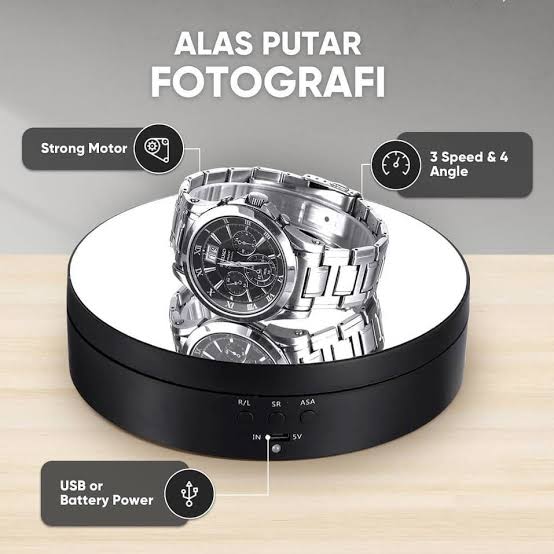 ALAS PUTAR
FOTOGRAFI
Strong Motor
3 Speed & 4
Angle
R/L SR ASA
IN 5V
USB or
Battery Power